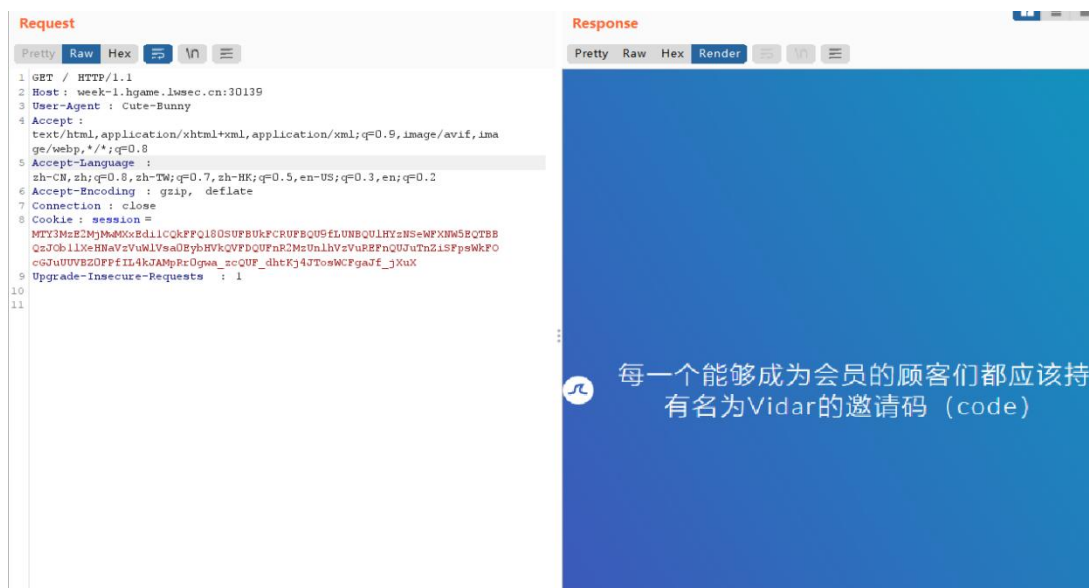 Request
Response
Pretty Raw Hex \n
Pretty Raw Hex Render \n
1 GET / HTTP/1.1
2 Host: week-1.hgame.lwsec.cn:30139
3 User-Agent : Cute-Bunny
4 Accept :
text/html,application/xhtml+xml,application/xml;q=0.9,image/avif,ima
ge/webp,*/*;q=0.8
5 Accept-Language :
zh-CN,zh;q=0.8,zh-TW;q=0.7,zh-HK;q=0.5,en-US;q=0.3,en;q=0.2
6 Accept-Encoding : gzip, deflate
7 Connection : close
8 Cookie : session =
9 Upgrade-Insecure-Requests : 1
10
11
每一个能够成为会员的顾客们都应该持
有名为Vidar的邀请码（code）